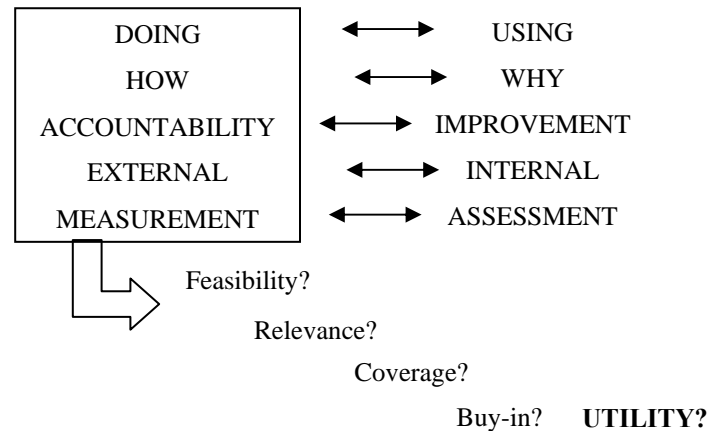 DOING USING
HOW WHY
ACCOUNTABILITY IMPROVEMENT
EXTERNAL INTERNAL
MEASUREMENT ASSESSMENT
Feasibility?
Relevance?
Coverage?
Buy-in? UTILITY?